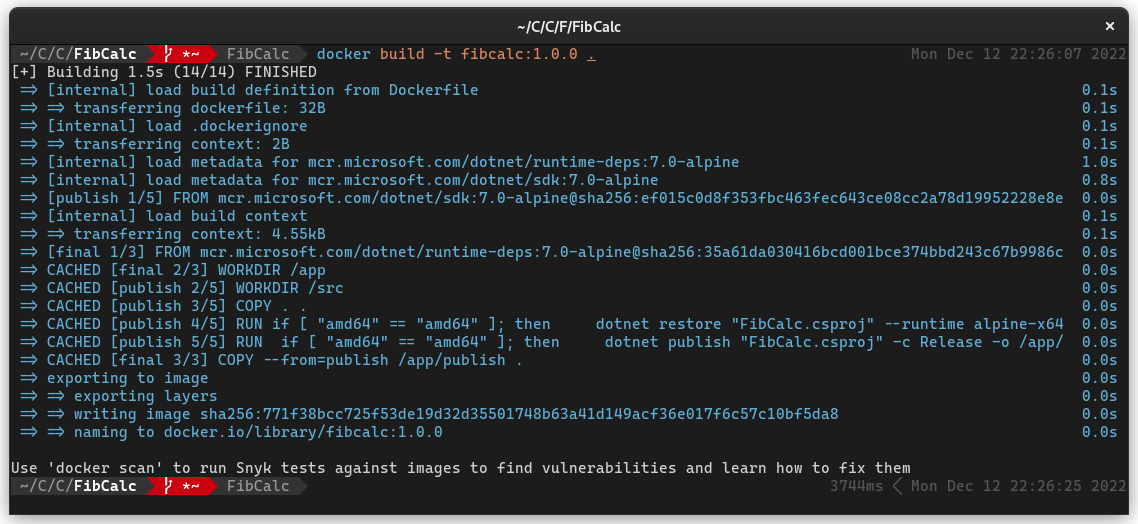 ~/C/C/F/FibCalc ×
~/C/C/FibCalc *~ FibCalc docker build -t fibcalc:1.0.0 . Mon Dec 12 22:26:07 2022
[+] Building 1.5s (14/14) FINISHED
=> [internal] load build definition from Dockerfile 0.1s
=> => transferring dockerfile: 32B 0.1s
=> [internal] load .dockerignore 0.1s
=> => transferring context: 2B 0.1s
=> [internal] load metadata for mcr.microsoft.com/dotnet/runtime-deps:7.0-alpine 1.0s
=> [internal] load metadata for mcr.microsoft.com/dotnet/sdk:7.0-alpine 0.8s
=> [publish 1/5] FROM mcr.microsoft.com/dotnet/sdk:7.0-alpine@sha256:ef015c0d8f353fbc463fec643ce08cc2a78d19952228e8e 0.0s
=> [internal] load build context 0.1s
=> => transferring context: 4.55kB 0.1s
=> [final 1/3] FROM mcr.microsoft.com/dotnet/runtime-deps:7.0-alpine@sha256:35a61da030416bcd001bce374bbd243c67b9986c 0.0s
=> CACHED [final 2/3] WORKDIR /app 0.0s
=> CACHED [publish 2/5] WORKDIR /src 0.0s
=> CACHED [publish 3/5] COPY . . 0.0s
=> CACHED [publish 4/5] RUN if [ "amd64" == "amd64" ]; then     dotnet restore "FibCalc.csproj" --runtime alpine-x64 0.0s
=> CACHED [publish 5/5] RUN  if [ "amd64" == "amd64" ]; then     dotnet publish "FibCalc.csproj" -c Release -o /app/ 0.0s
=> CACHED [final 3/3] COPY --from=publish /app/publish . 0.0s
=> exporting to image 0.0s
=> => exporting layers 0.0s
=> => writing image sha256:771f38bcc725f53de19d32d35501748b63a41d149acf36e017f6c57c10bf5da8 0.0s
=> => naming to docker.io/library/fibcalc:1.0.0 0.0s
Use 'docker scan' to run Snyk tests against images to find vulnerabilities and learn how to fix them
~/C/C/FibCalc *~ FibCalc 3744ms Mon Dec 12 22:26:25 2022